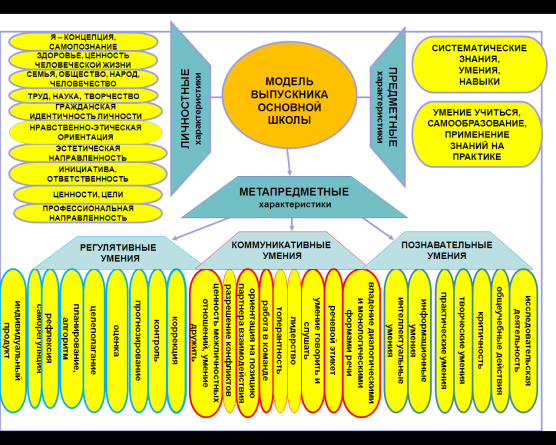 Я – КОНЦЕПЦИЯ,
САМОПОЗНАНИЕ
ЗДОРОВЬЕ, ЦЕННОСТЬ
ЧЕЛОВЕЧЕСКОЙ ЖИЗНИ
СЕМЬЯ, ОБЩЕСТВО, НАРОД,
ЧЕЛОВЕЧЕСТВО
ТРУД, НАУКА, ТВОРЧЕСТВО
ГРАЖДАНСКАЯ
ИДЕНТИЧНОСТЬ ЛИЧНОСТИ
НРАВСТВЕННО-ЭТИЧЕСКАЯ
ОРИЕНТАЦИЯ
ЭСТЕТИЧЕСКАЯ
НАПРАВЛЕННОСТЬ
ИНИЦИАТИВА,
ОТВЕТСТВЕННОСТЬ
ЦЕННОСТИ, ЦЕЛИ
ПРОФЕССИОНАЛЬНАЯ
НАПРАВЛЕННОСТЬ
ЛИЧНОСТНЫЕ
характеристики
МОДЕЛЬ
ВЫПУСКНИКА
ОСНОВНОЙ
ШКОЛЫ
ПРЕДМЕТНЫЕ
характеристики
СИСТЕМАТИЧЕСКИЕ
ЗНАНИЯ,
УМЕНИЯ,
НАВЫКИ
УМЕНИЕ УЧИТЬСЯ,
САМООБРАЗОВАНИЕ,
ПРИМЕНЕНИЕ
ЗНАНИЙ НА
ПРАКТИКЕ
МЕТАПРЕДМЕТНЫЕ
характеристики
РЕГУЛЯТИВНЫЕ
УМЕНИЯ
КОММУНИКАТИВНЫЕ
УМЕНИЯ
ПОЗНАВАТЕЛЬНЫЕ
УМЕНИЯ
индивидуальный
продукт
саморегуляция
рефлексия
планирование,
алгоритм
целеполагание
оценка
прогнозирование
контроль
коррекция
ценность межличностных
отношений, умение
дружить
разрешение конфликтов
ориентация на позицию
партнера взаимодействия
работа в команде
толерантность
лидерство
умение говорить и
слушать
речевой этикет
владение диалогическими
и монологическими
формами речи
интеллектуальные
умения
информационные
умения
практические умения
творческие умения
критичность
общеучебные действия
исследовательская
деятельность